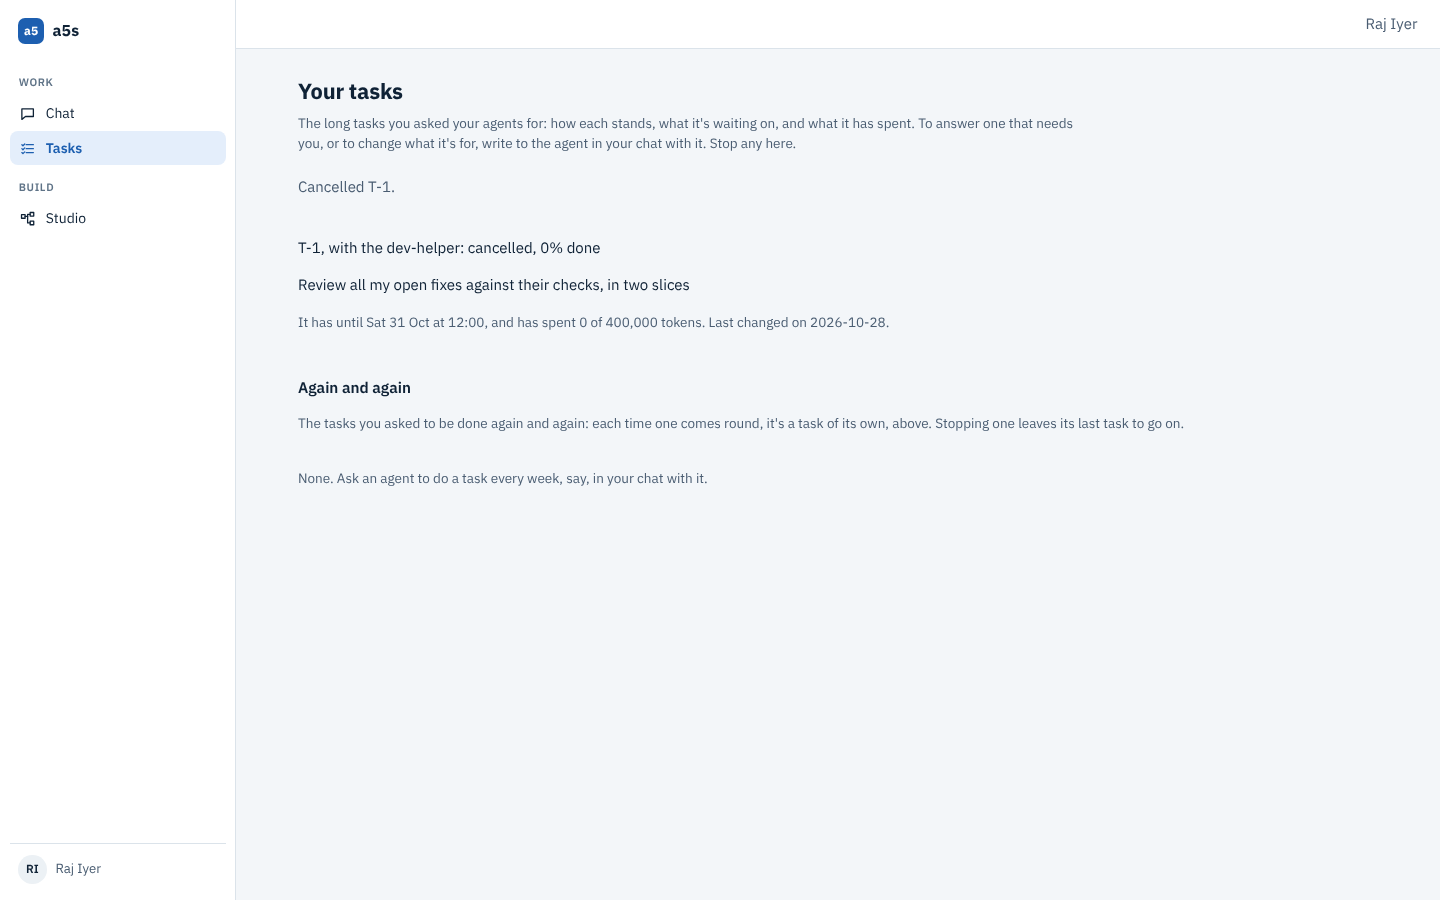 a5 a5s
Raj Iyer
WORK
Chat
Tasks
BUILD
Studio
Your tasks
The long tasks you asked your agents for: how each stands, what it's waiting on, and what it has spent. To answer one that needs
you, or to change what it's for, write to the agent in your chat with it. Stop any here.
Cancelled T-1.
T-1, with the dev-helper: cancelled, 0% done
Review all my open fixes against their checks, in two slices
It has until Sat 31 Oct at 12:00, and has spent 0 of 400,000 tokens. Last changed on 2026-10-28.
Again and again
The tasks you asked to be done again and again: each time one comes round, it's a task of its own, above. Stopping one leaves its last task to go on.
None. Ask an agent to do a task every week, say, in your chat with it.
RI Raj Iyer